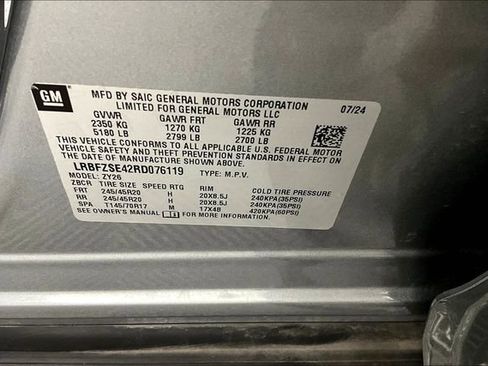 GM
MFD BY SAIC GENERAL MOTORS CORPORATION
LIMITED FOR GENERAL MOTORS LLC
07/24
GVWR GAWR FRT GAWR RR
2350 KG 1270 KG 1225 KG
5180 LB 2799 LB 2700 LB
THIS VEHICLE CONFORMS TO ALL APPLICABLE U.S. FEDERAL MOTOR
VEHICLE SAFETY AND THEFT PREVENTION STANDARDS IN EFFECT ON
THE DATE OF MANUFACTURE SHOWN ABOVE.
LRBFZSE42RD076119 TYPE: M.P.V.
MODEL: ZY26
ZBCR TIRE SIZE SPEED RTG RIM COLD TIRE PRESSURE
FRT 245/45R20 H 20X8.5J 240KPA(35PSI)
RR 245/45R20 H 20X8.5J 240KPA(35PSI)
SPA T145/70R17 M 17X4B 420KPA(60PSI)
SEE OWNER'S MANUAL FOR MORE INFORMATION.